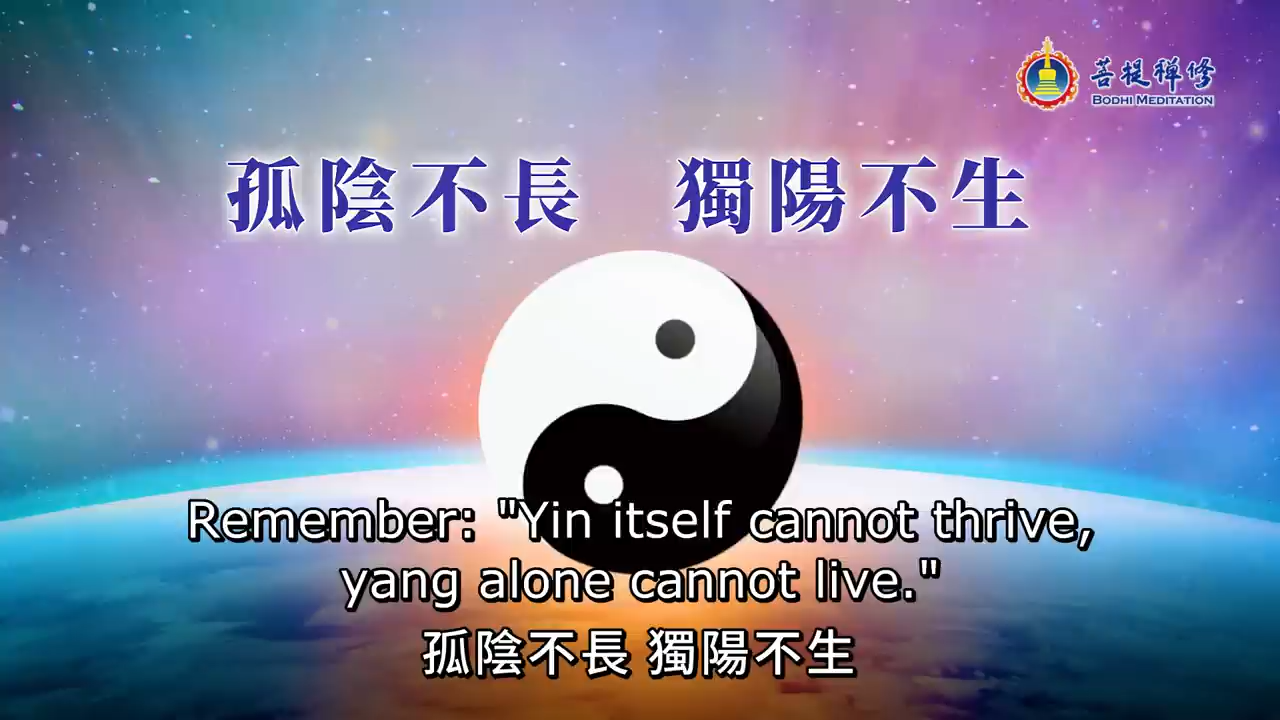 菩提禪修
BODHI MEDITATION
孤陰不長 獨陽不生
Remember: "Yin itself cannot thrive,
yang alone cannot live."
孤陰不長 獨陽不生